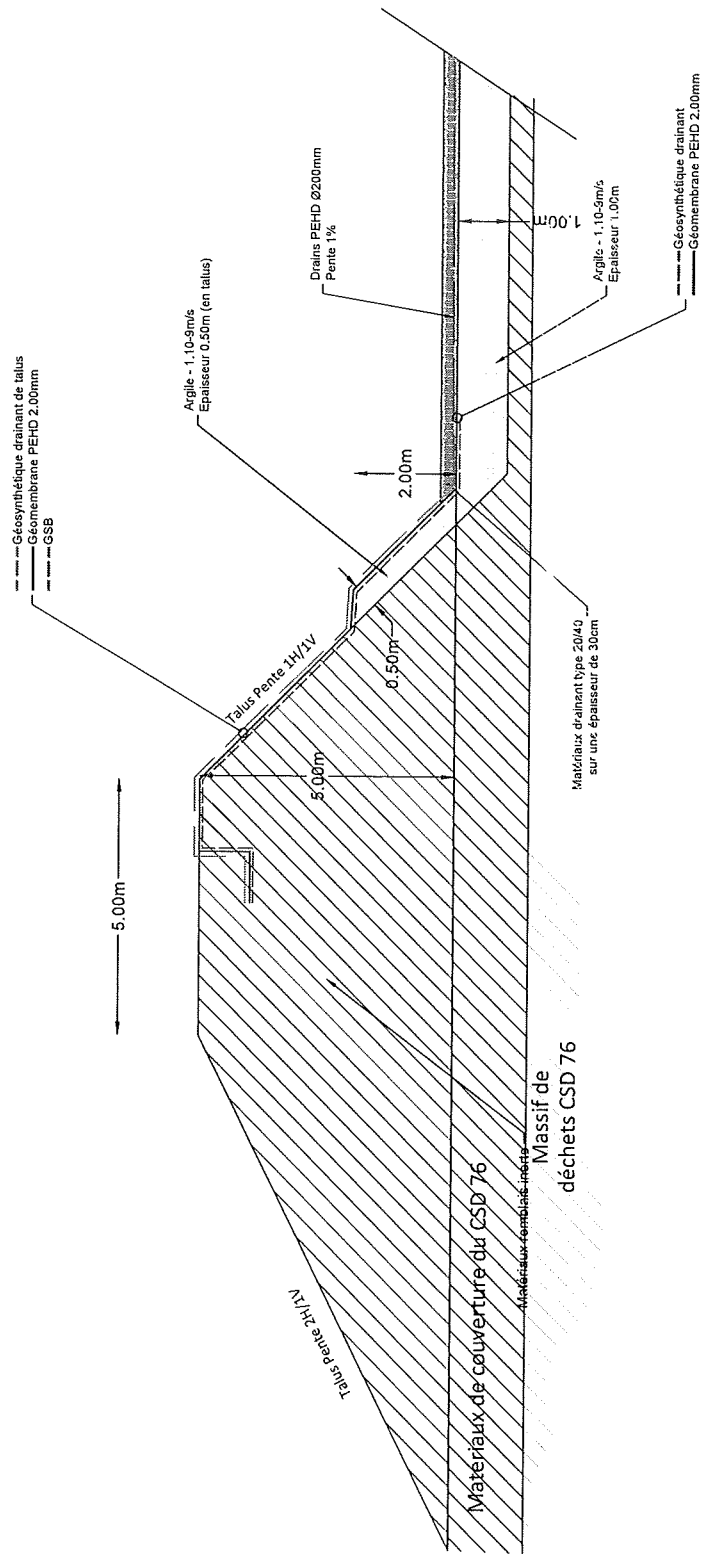 Géosynthétique drainant de talus
Géomembrane PEHD 2,00mm
GSB
Argile - 1.10-9m/s
Epaisseur 0,50m (en talus)
Drains PEHD Ø200mm
Pente 1%
5.00m
Talus Pente 1H/1V
2.00m
1.00m
0.50m
5.00m
Talus Pente 2H/1V
Argile - 1.10-9m/s
Epaisseur 1.00m
Géosynthétique drainant
Géomembrane PEHD 2,00mm
Matériaux drainant type 20/40
sur une épaisseur de 30cm
Materiaux de couverture du CSD 76
Matériaux remblais inerte
Massif de
déchets CSD 76